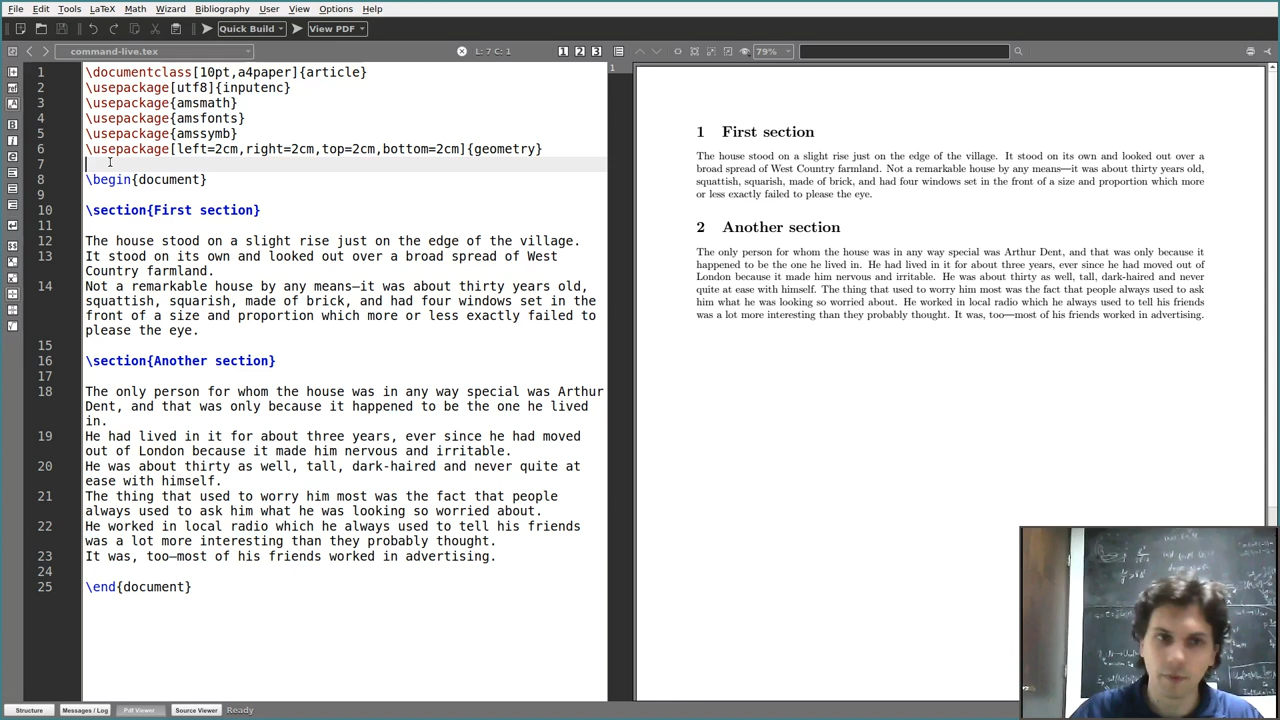 File Edit Tools LaTeX Math Wizard Bibliography User View Options Help
Quick Build View PDF
command-live.tex L: 7 C: 1 1 2 3 79%
1 \documentclass[10pt,a4paper]{article}
2 \usepackage[utf8]{inputenc}
3 \usepackage{amsmath}
4 \usepackage{amsfonts}
5 \usepackage{amssymb}
6 \usepackage[left=2cm,right=2cm,top=2cm,bottom=2cm]{geometry}
7
8 \begin{document}
9
10 \section{First section}
11
12 The house stood on a slight rise just on the edge of the village.
13 It stood on its own and looked out over a broad spread of West
Country farmland.
14 Not a remarkable house by any means—it was about thirty years old,
squattish, squarish, made of brick, and had four windows set in the
front of a size and proportion which more or less exactly failed to
please the eye.
15
16 \section{Another section}
17
18 The only person for whom the house was in any way special was Arthur
Dent, and that was only because it happened to be the one he lived
in.
19 He had lived in it for about three years, ever since he had moved
out of London because it made him nervous and irritable.
20 He was about thirty as well, tall, dark-haired and never quite at
ease with himself.
21 The thing that used to worry him most was the fact that people
always used to ask him what he was looking so worried about.
22 He worked in local radio which he always used to tell his friends
was a lot more interesting than they probably thought.
23 It was, too—most of his friends worked in advertising.
24
25 \end{document}
1
1 First section
The house stood on a slight rise just on the edge of the village. It stood on its own and looked out over a
broad spread of West Country farmland. Not a remarkable house by any means—it was about thirty years old,
squattish, squarish, made of brick, and had four windows set in the front of a size and proportion which more
or less exactly failed to please the eye.
2 Another section
The only person for whom the house was in any way special was Arthur Dent, and that was only because it
happened to be the one he lived in. He had lived in it for about three years, ever since he had moved out of
London because it made him nervous and irritable. He was about thirty as well, tall, dark-haired and never
quite at ease with himself. The thing that used to worry him most was the fact that people always used to ask
him what he was looking so worried about. He worked in local radio which he always used to tell his friends
was a lot more interesting than they probably thought. It was, too—most of his friends worked in advertising.
Structure Messages / Log Pdf Viewer Source Viewer Ready